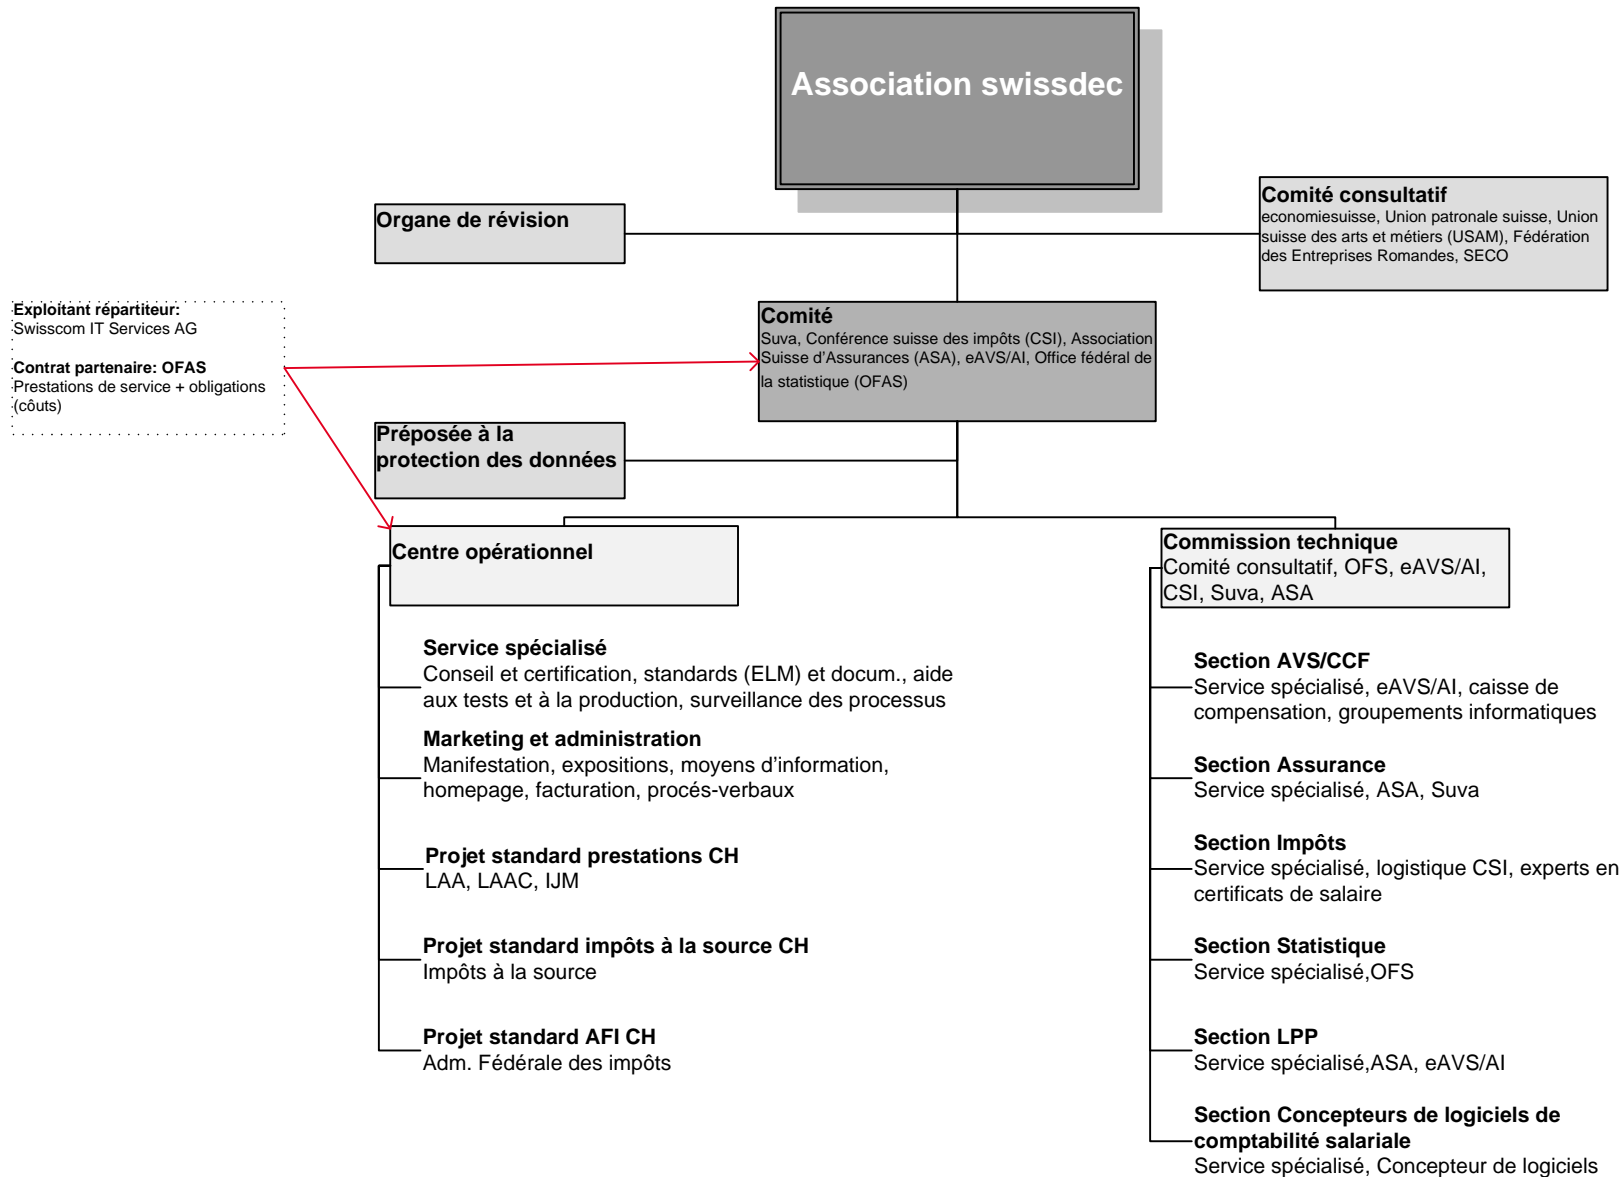 Association swissdec
Organe de révision
Comité consultatif
economiesuisse, Union patronale suisse, Union
suisse des arts et métiers (USAM), Fédération
des Entreprises Romandes, SECO
Exploitant répartiteur:
Swisscom IT Services AG
Contrat partenaire: OFAS
Prestations de service + obligations
(côuts)
Comité
Suva, Conférence suisse des impôts (CSI), Association
Suisse d'Assurances (ASA), eAVS/AI, Office fédéral de
la statistique (OFAS)
Préposée à la
protection des données
Centre opérationnel
Service spécialisé
Conseil et certification, standards (ELM) et docum., aide
aux tests et à la production, surveillance des processus
Marketing et administration
Manifestation, expositions, moyens d'information,
homepage, facturation, procés-verbaux
Projet standard prestations CH
LAA, LAAC, IJM
Projet standard impôts à la source CH
Impôts à la source
Projet standard AFI CH
Adm. Fédérale des impôts
Commission technique
Comité consultatif, OFS, eAVS/AI,
CSI, Suva, ASA
Section AVS/CCF
Service spécialisé, eAVS/AI, caisse de
compensation, groupements informatiques
Section Assurance
Service spécialisé, ASA, Suva
Section Impôts
Service spécialisé, logistique CSI, experts en
certificats de salaire
Section Statistique
Service spécialisé,OFS
Section LPP
Service spécialisé,ASA, eAVS/AI
Section Concepteurs de logiciels de
comptabilité salariale
Service spécialisé, Concepteur de logiciels